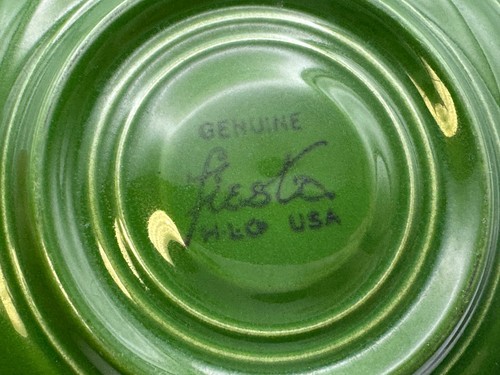 GENUINE
fiesta
HLCo USA